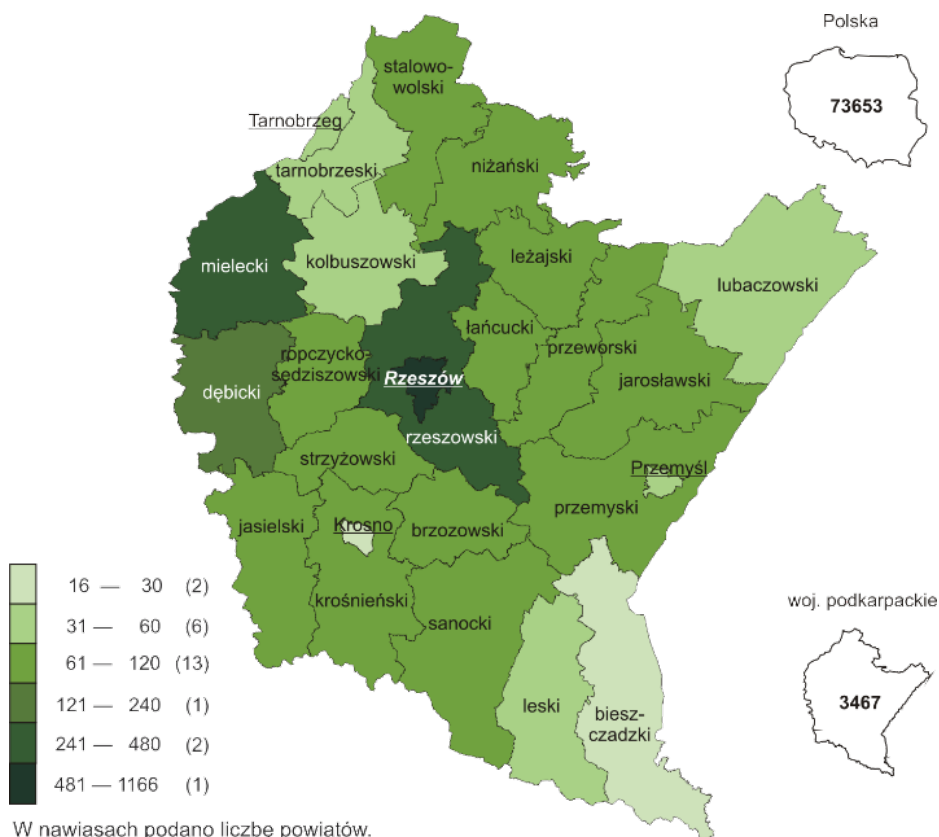 Polska
73653
stalowo-
wolski
Tarnobrzeg
tarnobrzeski
niżański
mielecki
kolbuszowski
leżajski
lubaczowski
łańcucki
ropczycko-
sędziszowski
przeworski
Rzeszów
jarosławski
dębicki
rzeszowski
strzyżowski
Przemyśl
przemyski
jasielski
Krosno
brzozowski
krośnieński
sanocki
leski
biesz-
czadzki
woj. podkarpackie
3467
16 — 30 (2)
31 — 60 (6)
61 — 120 (13)
121 — 240 (1)
241 — 480 (2)
481 — 1166 (1)
W nawiasach podano liczbę powiatów.